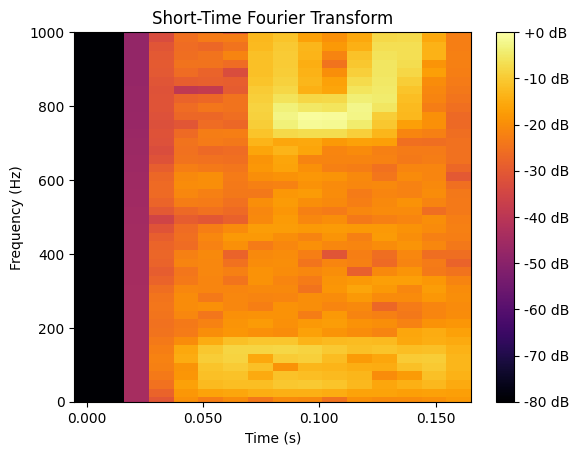 Short-Time Fourier Transform
1000
800
600
400
200
0
Frequency (Hz)
0.000
0.050
0.100
0.150
Time (s)
+0 dB
-10 dB
-20 dB
-30 dB
-40 dB
-50 dB
-60 dB
-70 dB
-80 dB